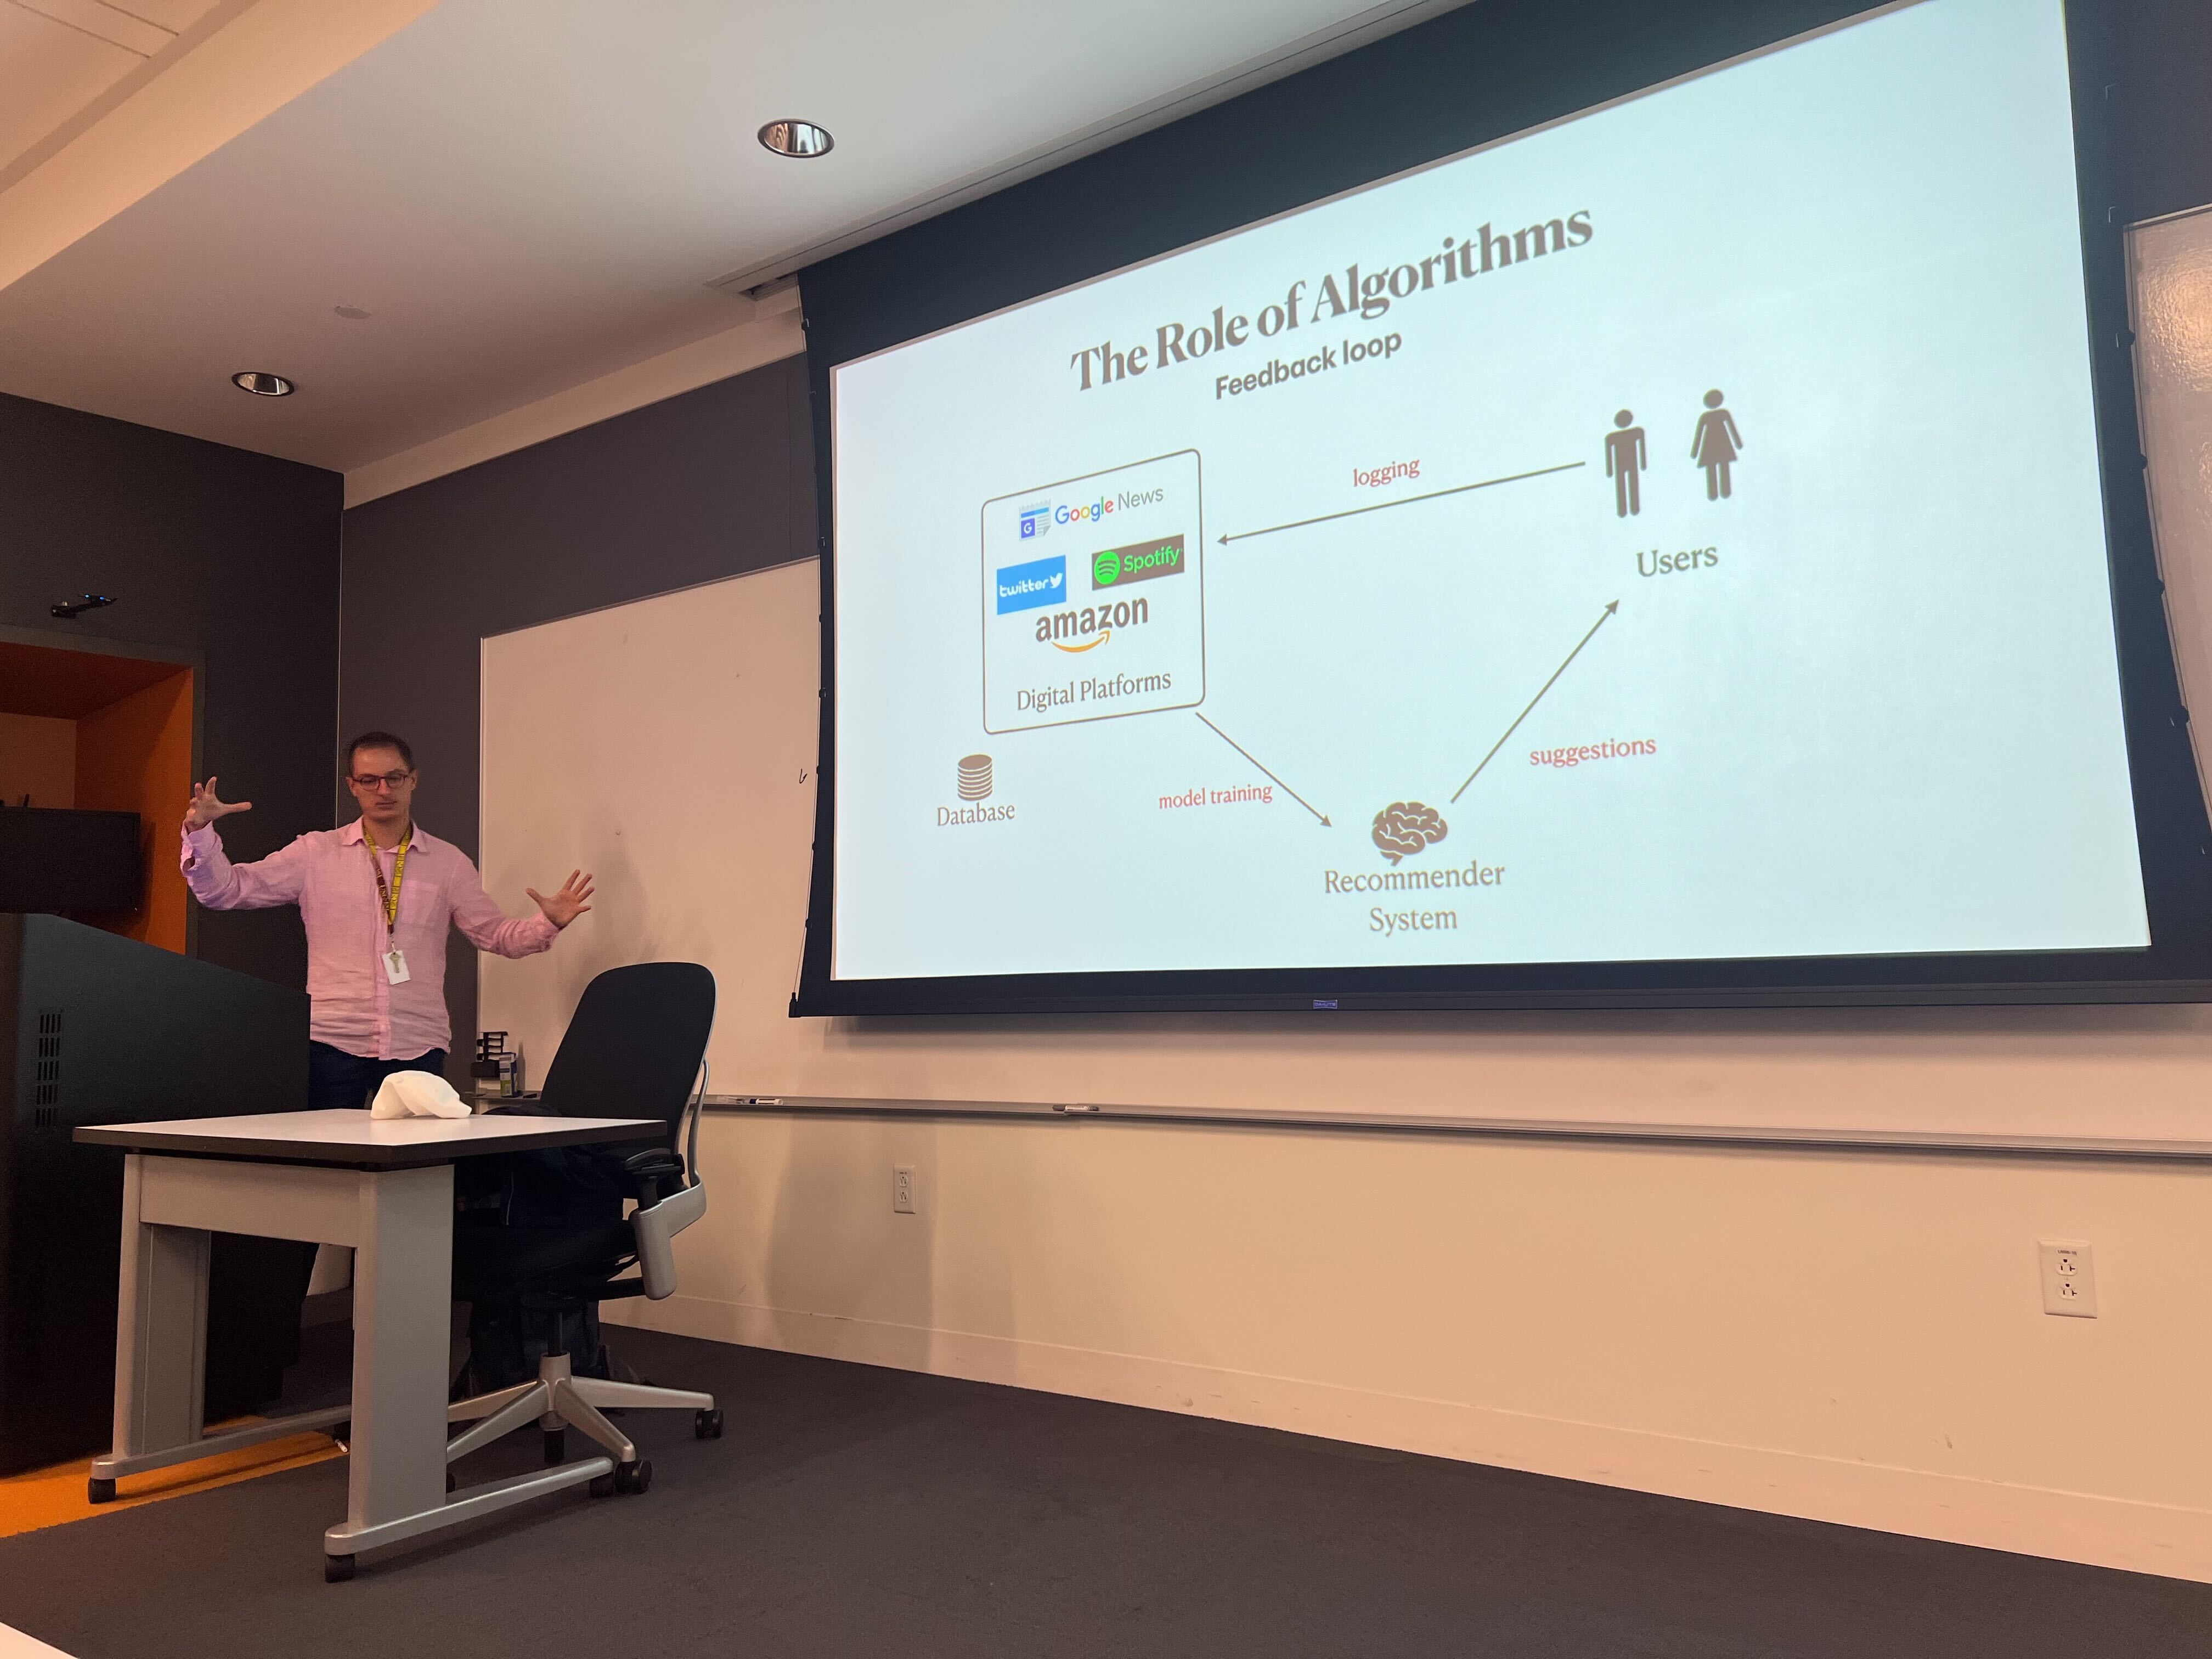 The Role of Algorithms
Feedback loop
Google News
twitter
Spotify
amazon
Digital Platforms
Database
logging
Users
model training
suggestions
Recommender
System